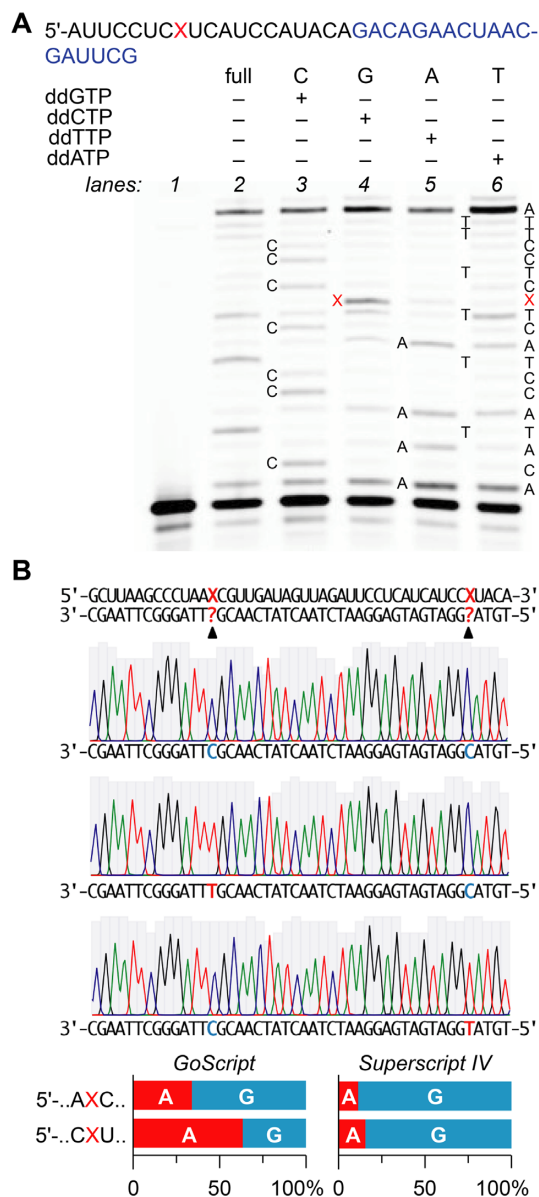 A
5'-AUUCCUCXUCAUCCAUACAGACAGAACUAAC-
GAUUCG
full C G A T
ddGTP – + – – –
ddCTP – – + – –
ddTTP – – – + –
ddATP – – – – +
lanes: 1 2 3 4 5 6
A
T T
T T
C C
C C
T T
C C
X X
T T
C C
A A
T T
C C
C C
A A
T T
A A
C C
A A
B
5'-GCUUAAGCCCUAAXCGUUGAUAGUUAGAUUCCUCAUCAUCCXUACA-3'
3'-CGAATTCGGGATT?GCAACTATCAATCTAAGGAGTAGTAGG?ATGT-5'
3'-CGAATTCGGGATTCGCAACTATCAATCTAAGGAGTAGTAGGCATGT-5'
3'-CGAATTCGGGATTTGCAACTATCAATCTAAGGAGTAGTAGGCATGT-5'
3'-CGAATTCGGGATTCGCAACTATCAATCTAAGGAGTAGTAGGTATGT-5'
GoScript Superscript IV
5'-..AXC.. A G A G
5'-..CXU.. A G A G
0 50 100% 0 50 100%